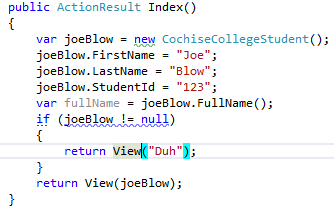 public ActionResult Index()
{
    var joeBlow = new CochiseCollegeStudent();
    joeBlow.FirstName = "Joe";
    joeBlow.LastName = "Blow";
    joeBlow.StudentId = "123";
    var fullName = joeBlow.FullName();
    if (joeBlow != null)
    {
        return View("Duh");
    }
    return View(joeBlow);
}